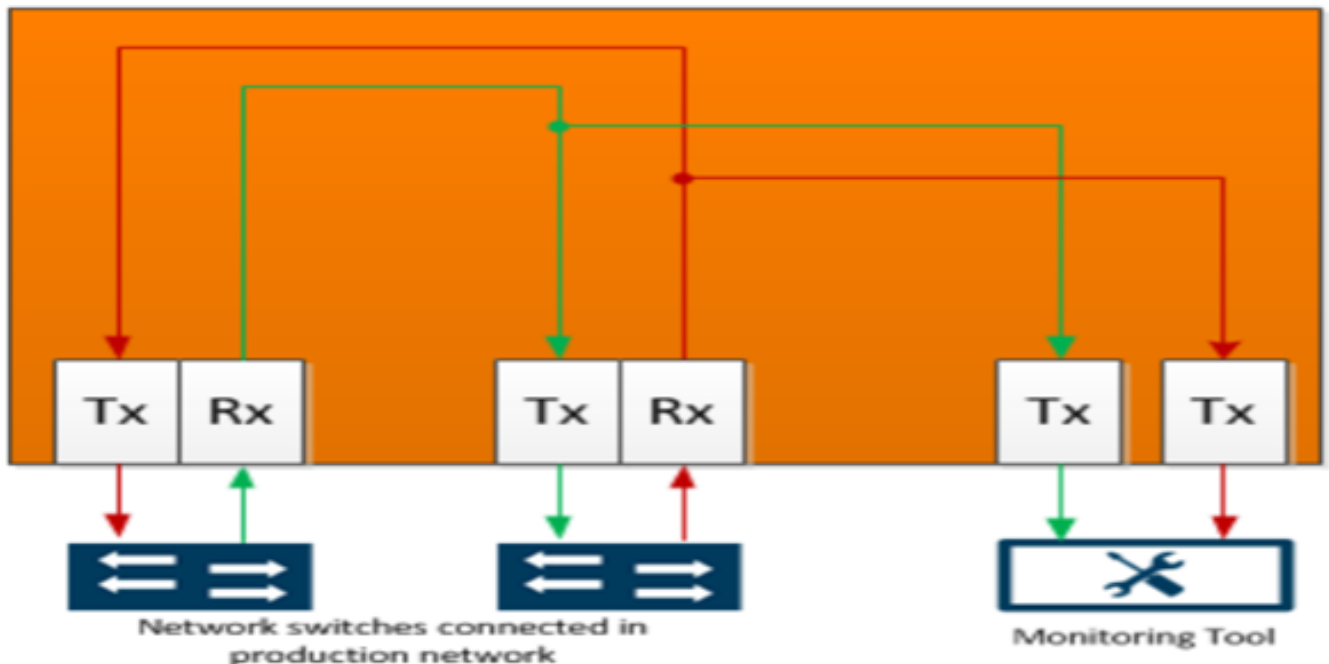 Tx Rx Tx Rx Tx Tx
Network switches connected in
production network
Monitoring Tool